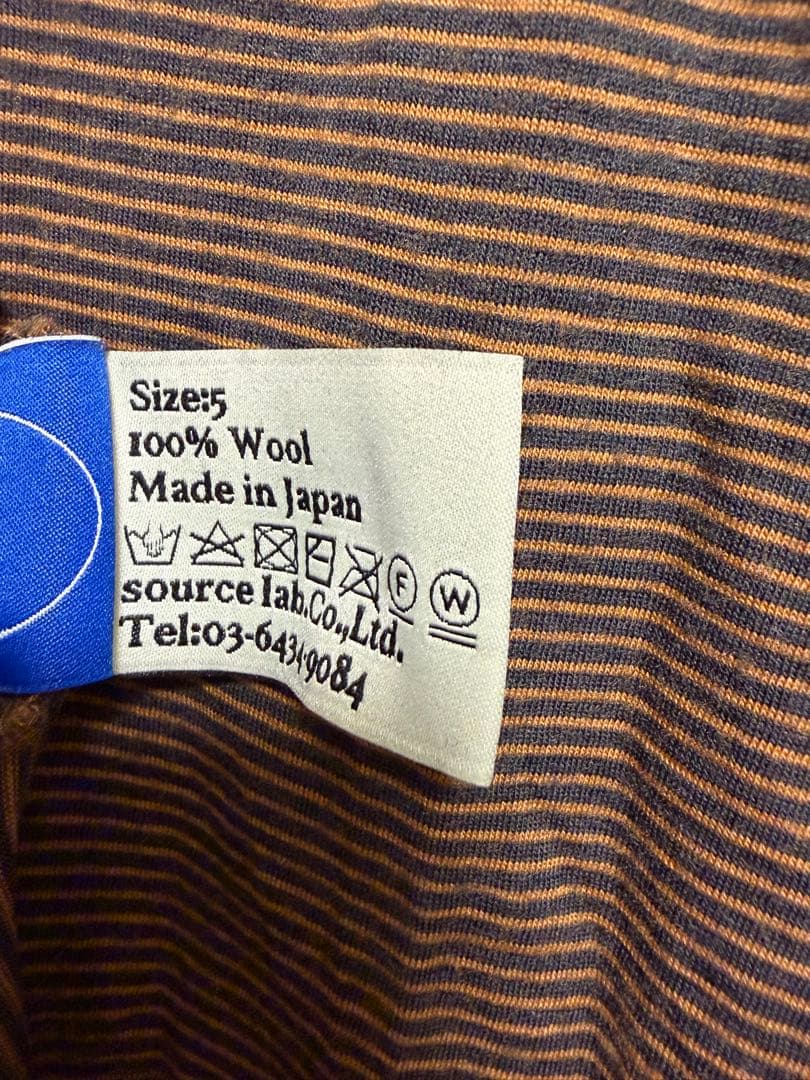 Size:5
100% Wool
Made in Japan
F W
source lab.Co.,Ltd.
Tel:03-6434-9084